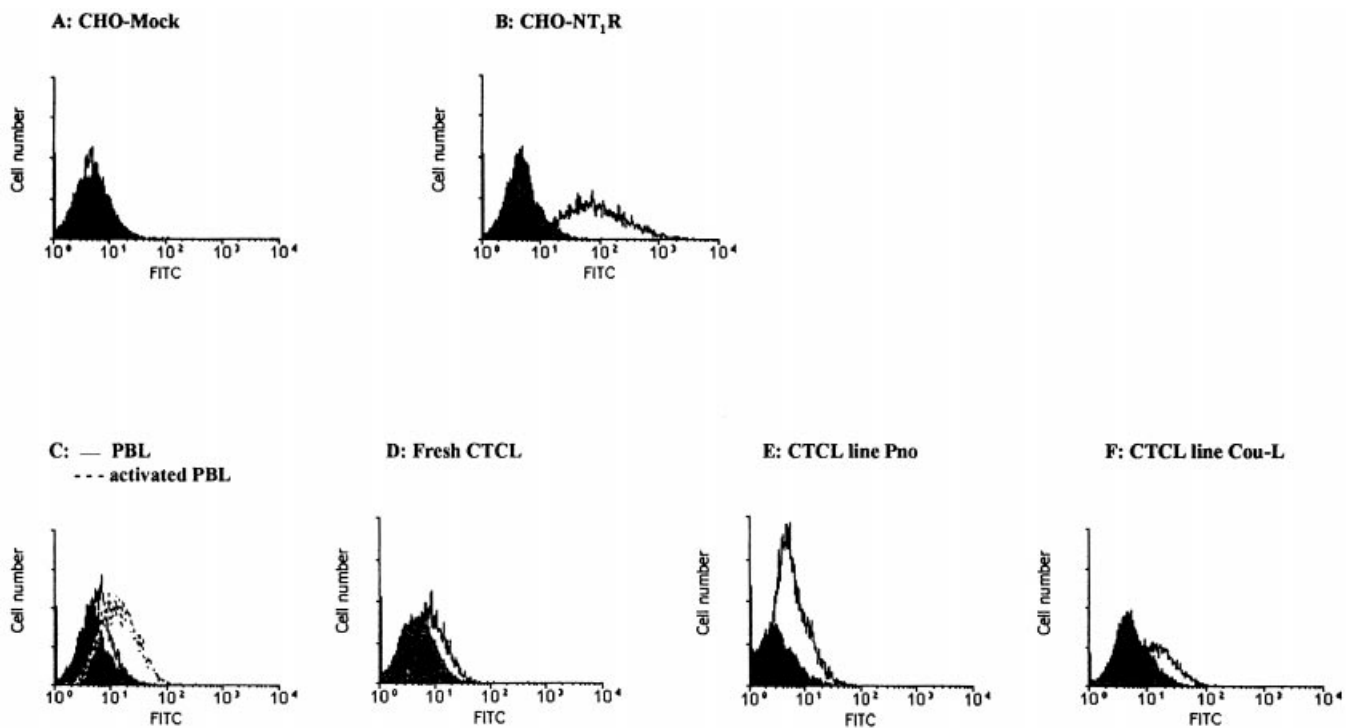 A: CHO-Mock
B: CHO-NT₁R
Cell number
10⁰ 10¹ 10² 10³ 10⁴
FITC
Cell number
10⁰ 10¹ 10² 10³ 10⁴
FITC
C: — PBL
--- activated PBL
D: Fresh CTCL
E: CTCL line Pno
F: CTCL line Cou-L
Cell number
10⁰ 10¹ 10² 10³ 10⁴
FITC
Cell number
10⁰ 10¹ 10² 10³ 10⁴
FITC
Cell number
10⁰ 10¹ 10² 10³ 10⁴
FITC
Cell number
10⁰ 10¹ 10² 10³ 10⁴
FITC